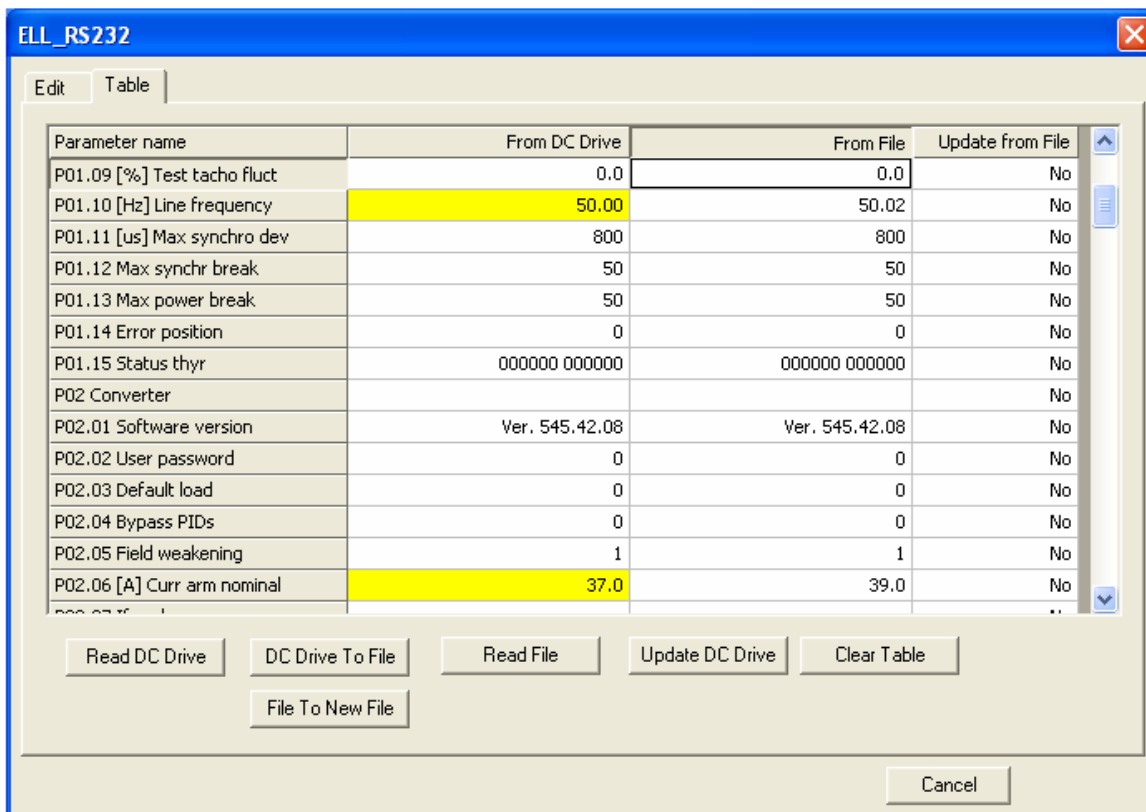 ELL_RS232
Edit Table
Parameter name From DC Drive From File Update from File
P01.09 [%] Test tacho fluct 0.0 0.0 No
P01.10 [Hz] Line frequency 50.00 50.02 No
P01.11 [us] Max synchro dev 800 800 No
P01.12 Max synchr break 50 50 No
P01.13 Max power break 50 50 No
P01.14 Error position 0 0 No
P01.15 Status thyr 000000 000000 000000 000000 No
P02 Converter No
P02.01 Software version Ver. 545.42.08 Ver. 545.42.08 No
P02.02 User password 0 0 No
P02.03 Default load 0 0 No
P02.04 Bypass PIDs 0 0 No
P02.05 Field weakening 1 1 No
P02.06 [A] Curr arm nominal 37.0 39.0 No
Read DC Drive DC Drive To File Read File Update DC Drive Clear Table
File To New File
Cancel